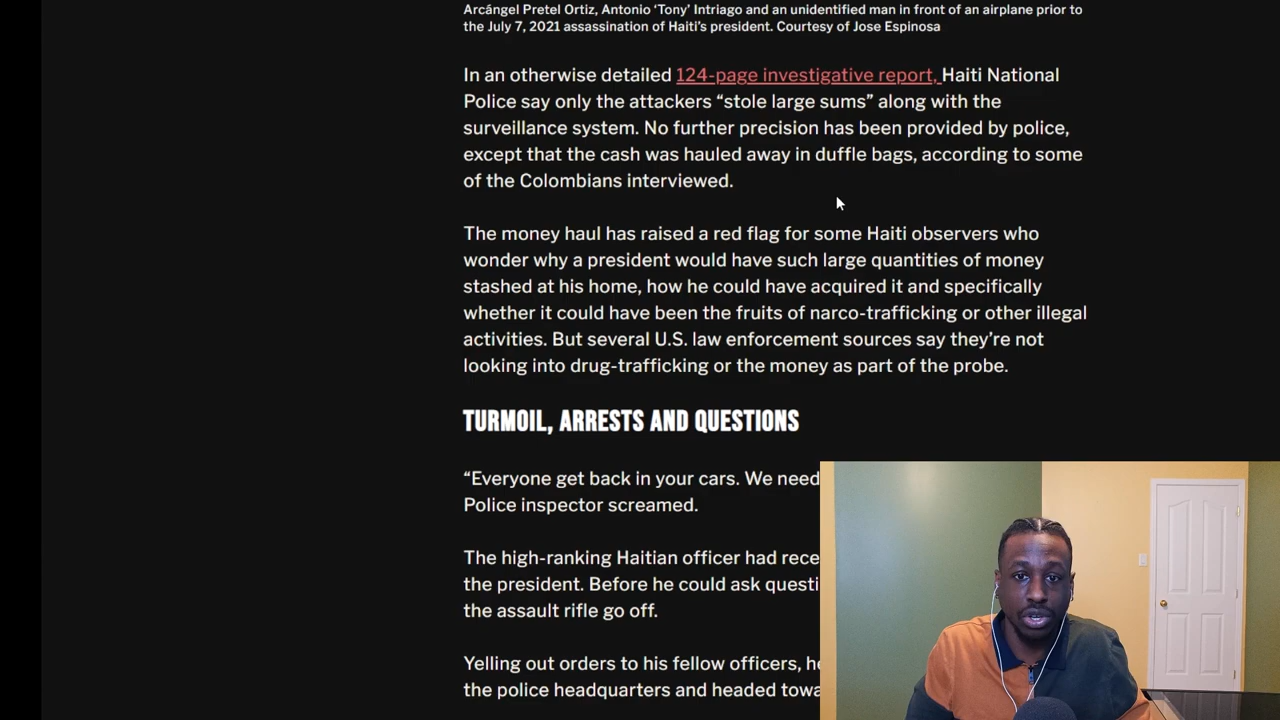 Arcángel Pretel Ortiz, Antonio ‘Tony’ Intriago and an unidentified man in front of an airplane prior to
the July 7, 2021 assassination of Haiti’s president. Courtesy of Jose Espinosa
In an otherwise detailed 124-page investigative report, Haiti National
Police say only the attackers “stole large sums” along with the
surveillance system. No further precision has been provided by police,
except that the cash was hauled away in duffle bags, according to some
of the Colombians interviewed.
The money haul has raised a red flag for some Haiti observers who
wonder why a president would have such large quantities of money
stashed at his home, how he could have acquired it and specifically
whether it could have been the fruits of narco-trafficking or other illegal
activities. But several U.S. law enforcement sources say they’re not
looking into drug-trafficking or the money as part of the probe.
TURMOIL, ARRESTS AND QUESTIONS
“Everyone get back in your cars. We need
Police inspector screamed.
The high-ranking Haitian officer had rece
the president. Before he could ask questi
the assault rifle go off.
Yelling out orders to his fellow officers, he
the police headquarters and headed towa